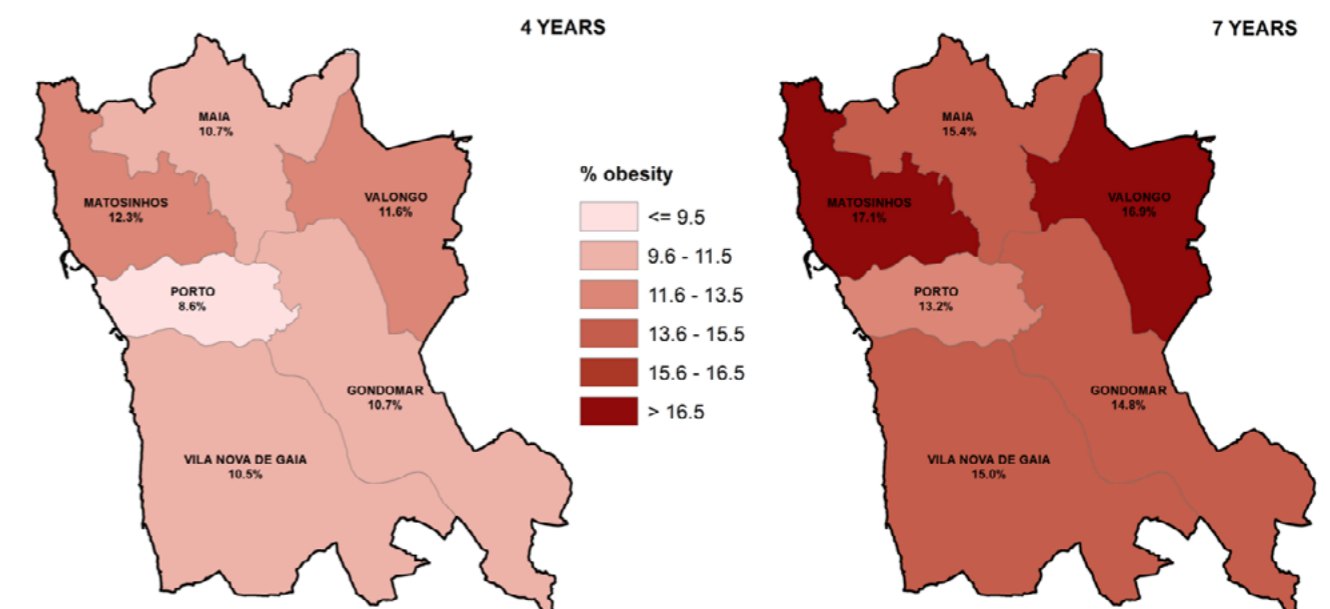 4 YEARS
MAIA
10.7%
MATOSINHOS
12.3%
VALONGO
11.6%
PORTO
8.6%
GONDOMAR
10.7%
VILA NOVA DE GAIA
10.5%
% obesity
<= 9.5
9.6 - 11.5
11.6 - 13.5
13.6 - 15.5
15.6 - 16.5
> 16.5
7 YEARS
MAIA
15.4%
MATOSINHOS
17.1%
VALONGO
16.9%
PORTO
13.2%
GONDOMAR
14.8%
VILA NOVA DE GAIA
15.0%